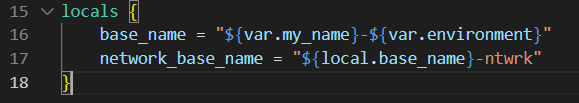 15 locals {
16 base_name = "${var.my_name}-${var.environment}"
17 network_base_name = "${local.base_name}-ntwrk"
18 }